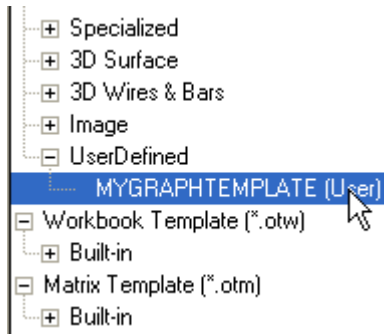 Specialized
3D Surface
3D Wires & Bars
Image
UserDefined
MYGRAPHTEMPLATE (User)
Workbook Template (*.otw)
Built-in
Matrix Template (*.otm)
Built-in